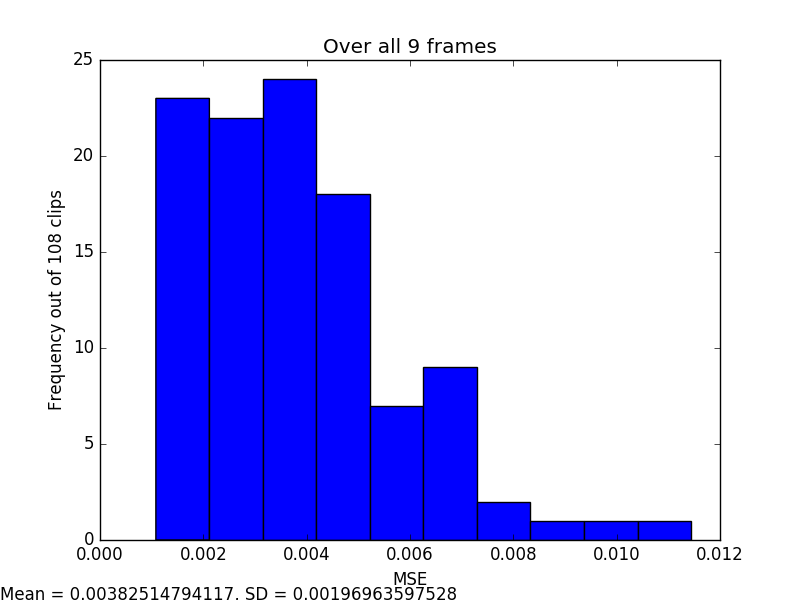 Over all 9 frames
25
20
15
10
5
0
Frequency out of 108 clips
0.000 0.002 0.004 0.006 0.008 0.010 0.012
MSE
Mean = 0.00382514794117. SD = 0.00196963597528